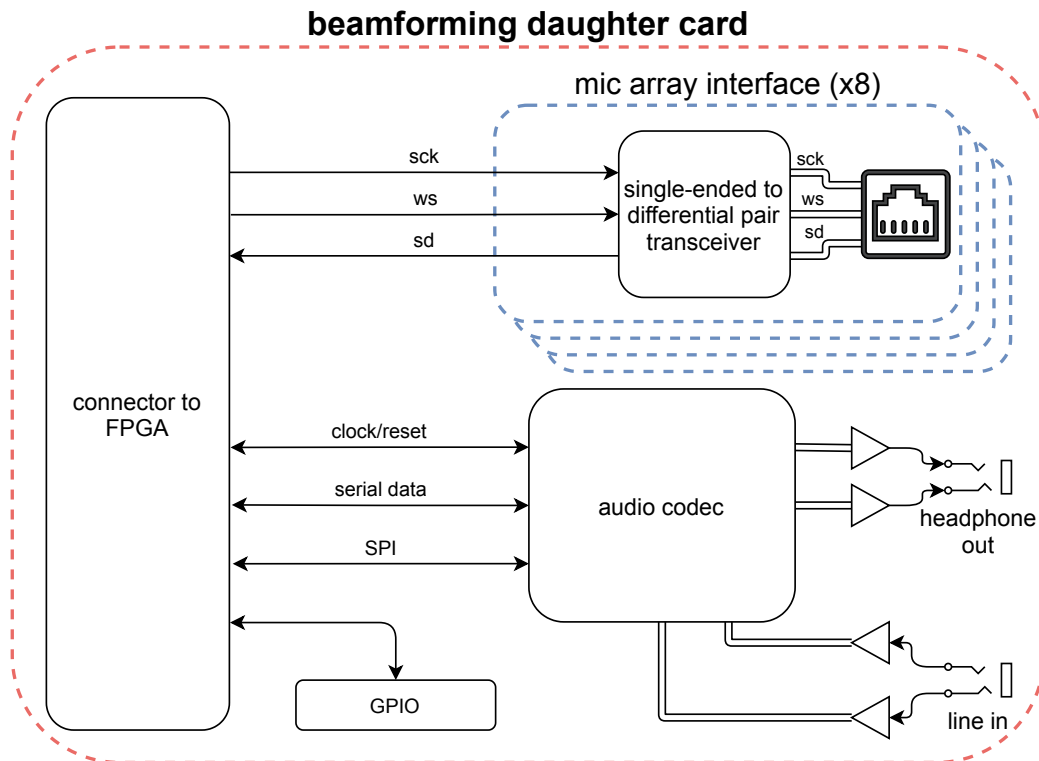 beamforming daughter card
mic array interface (x8)
sck
ws
sd
single-ended to
differential pair
transceiver
sck
ws
sd
connector to
FPGA
clock/reset
serial data
SPI
audio codec
headphone
out
GPIO
line in